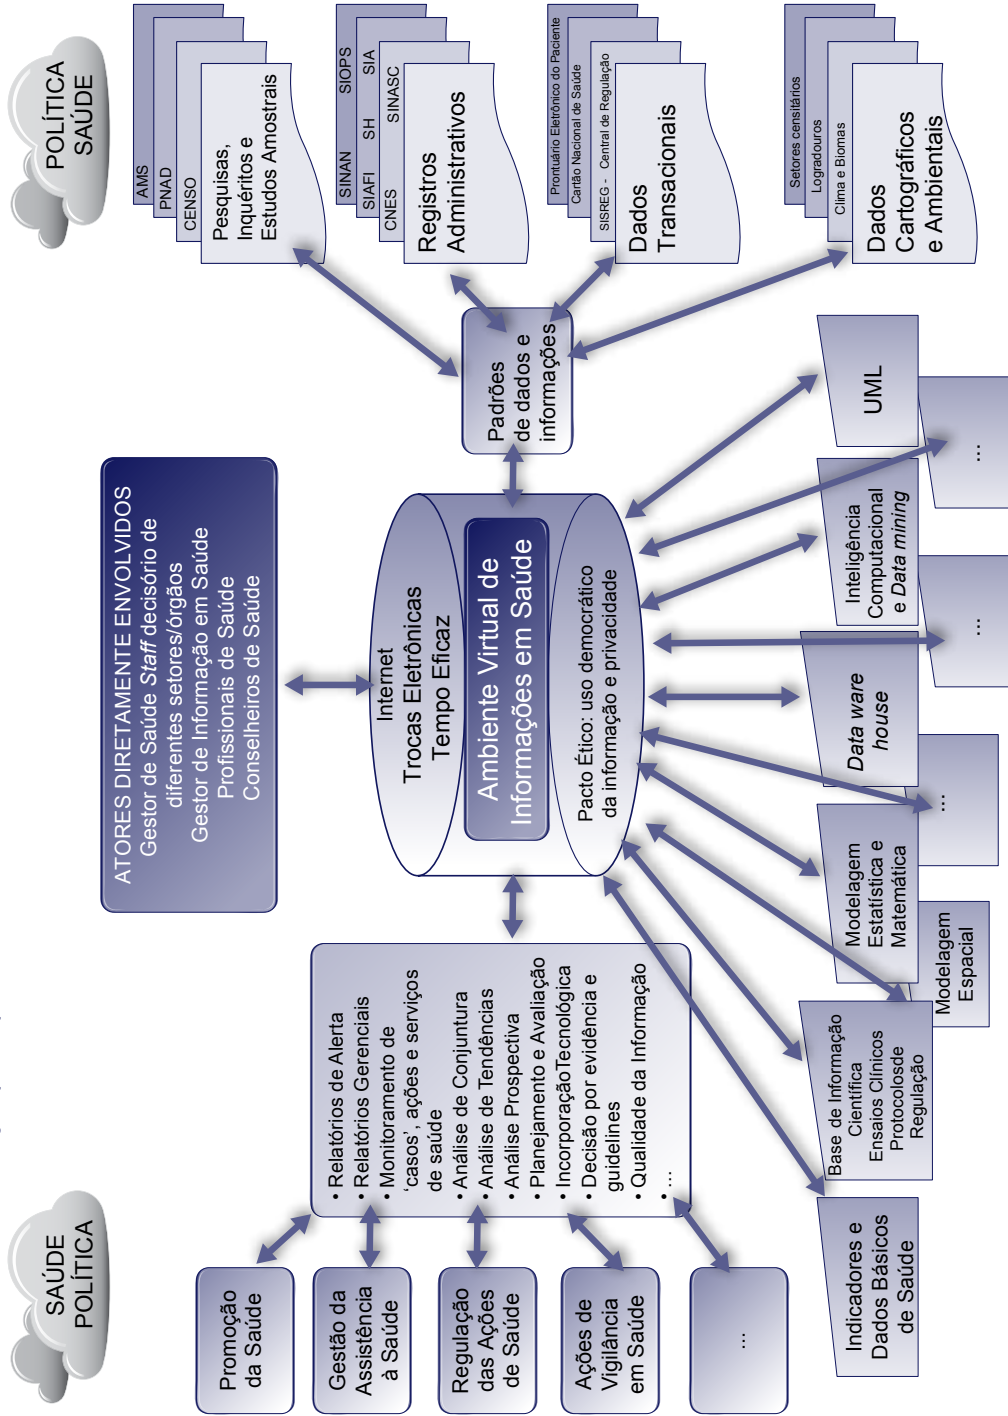 SAÚDE
POLÍTICA
POLÍTICA
SAÚDE
ATORES DIRETAMENTE ENVOLVIDOS
Gestor de Saúde Staff decisório de
diferentes setores/órgãos
Gestor de Informação em Saúde
Profissionais de Saúde
Conselheiros de Saúde
Promoção
da Saúde
Gestão da
Assistência
à Saúde
Regulação
das Ações
de Saúde
Ações de
Vigilância
em Saúde
...
• Relatórios de Alerta
• Relatórios Gerenciais
• Monitoramento de
‘casos’, ações e serviços
de saúde
• Análise de Conjuntura
• Análise de Tendências
• Análise Prospectiva
• Planejamento e Avaliação
• IncorporaçãoTecnológica
• Decisão por evidência e
guidelines
• Qualidade da Informação
• ...
Internet
Trocas Eletrônicas
Tempo Eficaz
Ambiente Virtual de
Informações em Saúde
Pacto Ético: uso democrático
da informação e privacidade
Padrões
de dados e
informações
AMS
PNAD
CENSO
Pesquisas,
Inquéritos e
Estudos Amostrais
SINAN SIOPS
SIAFI SH SIA
CNES SINASC
Registros
Administrativos
Prontuário Eletrônico do Paciente
Cartão Nacional de Saúde
SISREG - Central de Regulação
Dados
Transacionais
Setores censitários
Logradouros
Clima e Biomas
Dados
Cartográficos
e Ambientais
Indicadores e
Dados Básicos
de Saúde
Base de Informação
Científica
Ensaios Clínicos
Protocolosde
Regulação
Modelagem
Espacial
Modelagem
Estatística e
Matemática
...
Data ware
house
...
Inteligência
Computacional
e Data mining
...
UML